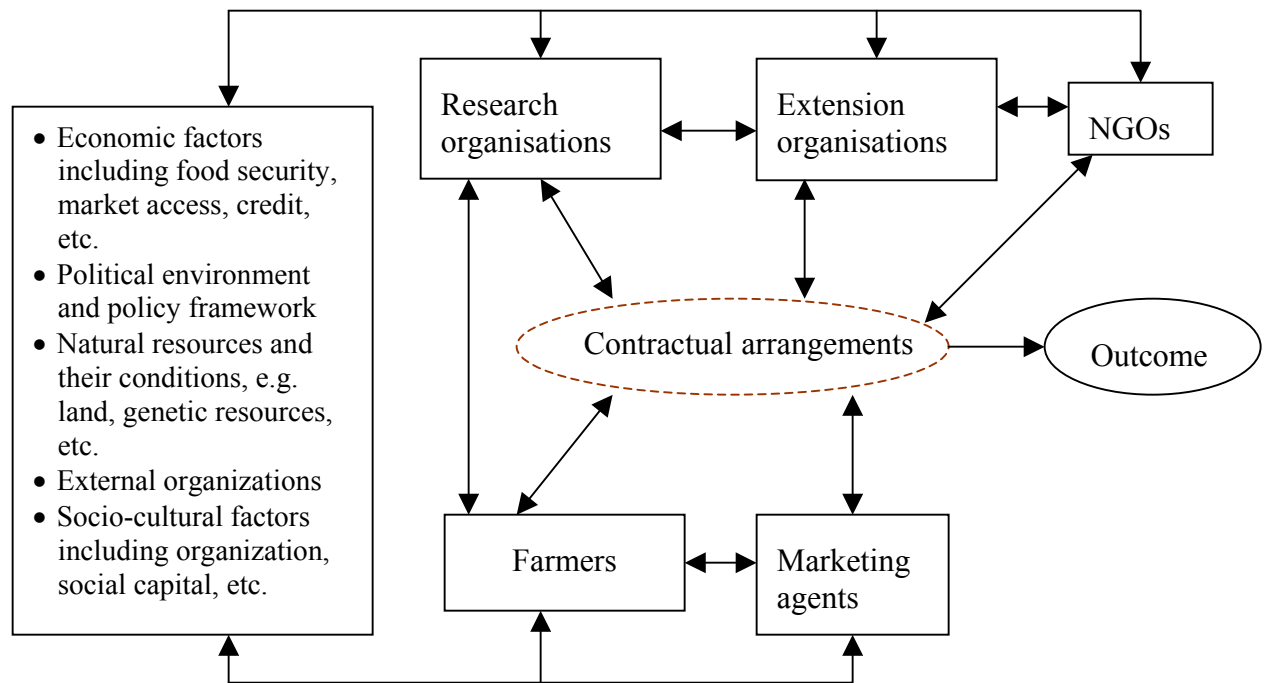 • Economic factors
including food security,
market access, credit,
etc.
• Political environment
and policy framework
• Natural resources and
their conditions, e.g.
land, genetic resources,
etc.
• External organizations
• Socio-cultural factors
including organization,
social capital, etc.
Research
organisations
Extension
organisations
NGOs
Contractual arrangements
Outcome
Farmers
Marketing
agents